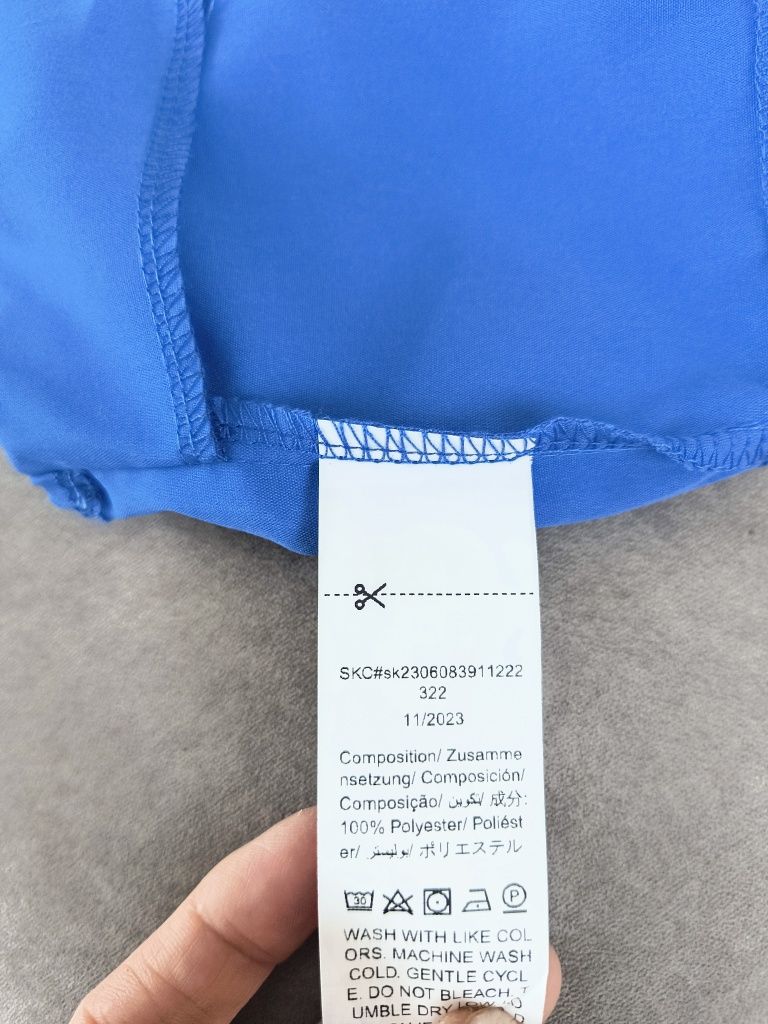 SKC#sk2306083911222
322
11/2023
Composition/ Zusamme
nsetzung/ Composición/
Composição/ تكوين/ 成分:
100% Polyester/ Poliést
er/ بوليستر/ ポリエステル
30 P
WASH WITH LIKE COL
ORS. MACHINE WASH
COLD. GENTLE CYCL
E. DO NOT BLEACH. T
UMBLE DRY LOW.